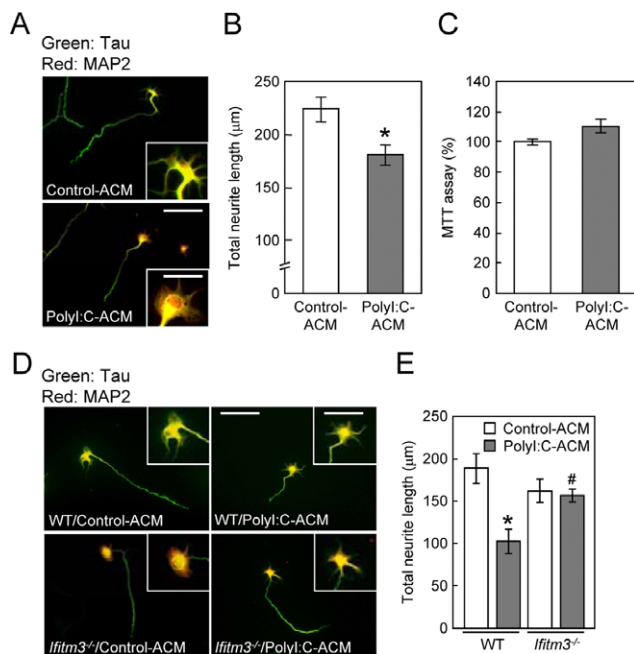 A
Green: Tau
Red: MAP2
Control-ACM
PolyI:C-ACM
B
Total neurite length (μm)
250
200
150
100
0
Control-
ACM
PolyI:C-
ACM
*
C
MTT assay (%)
140
120
100
80
60
40
20
0
Control-
ACM
PolyI:C-
ACM
D
Green: Tau
Red: MAP2
WT/Control-ACM
WT/PolyI:C-ACM
Ifitm3-/-/Control-ACM
Ifitm3-/-/PolyI:C-ACM
E
Control-ACM
PolyI:C-ACM
Total neurite length (μm)
250
200
150
100
50
0
*
#
WT
Ifitm3-/-